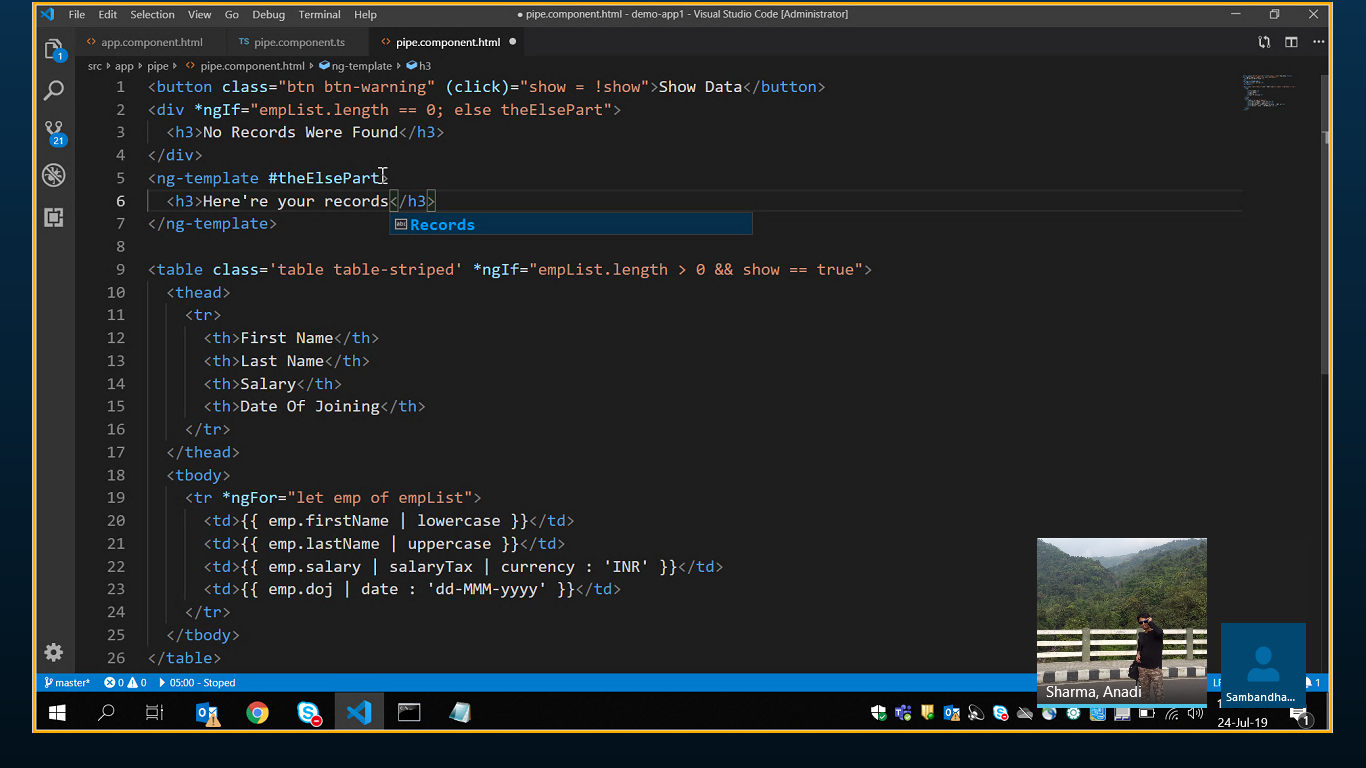 File Edit Selection View Go Debug Terminal Help ● pipe.component.html - demo-app1 - Visual Studio Code [Administrator]
<> app.component.html TS pipe.component.ts <> pipe.component.html ●
src > app > pipe > <> pipe.component.html > ng-template > h3
1 <button class="btn btn-warning" (click)="show = !show">Show Data</button>
2 <div *ngIf="empList.length == 0; else theElsePart">
3 <h3>No Records Were Found</h3>
4 </div>
5 <ng-template #theElsePart>
6 <h3>Here're your records</h3>
7 </ng-template>
abc Records
8
9 <table class='table table-striped' *ngIf="empList.length > 0 && show == true">
10 <thead>
11 <tr>
12 <th>First Name</th>
13 <th>Last Name</th>
14 <th>Salary</th>
15 <th>Date Of Joining</th>
16 </tr>
17 </thead>
18 <tbody>
19 <tr *ngFor="let emp of empList">
20 <td>{{ emp.firstName | lowercase }}</td>
21 <td>{{ emp.lastName | uppercase }}</td>
22 <td>{{ emp.salary | salaryTax | currency : 'INR' }}</td>
23 <td>{{ emp.doj | date : 'dd-MMM-yyyy' }}</td>
24 </tr>
25 </tbody>
26 </table>
1
21
master* 0 0 05:00 - Stoped LF 1
Sharma, Anadi
Sambandha...
24-Jul-19
1